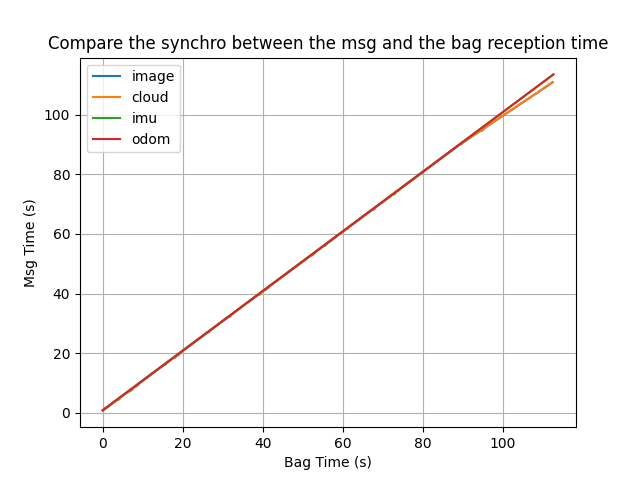 Compare the synchro between the msg and the bag reception time
image
cloud
imu
odom
100
80
60
40
20
0
Msg Time (s)
0 20 40 60 80 100
Bag Time (s)